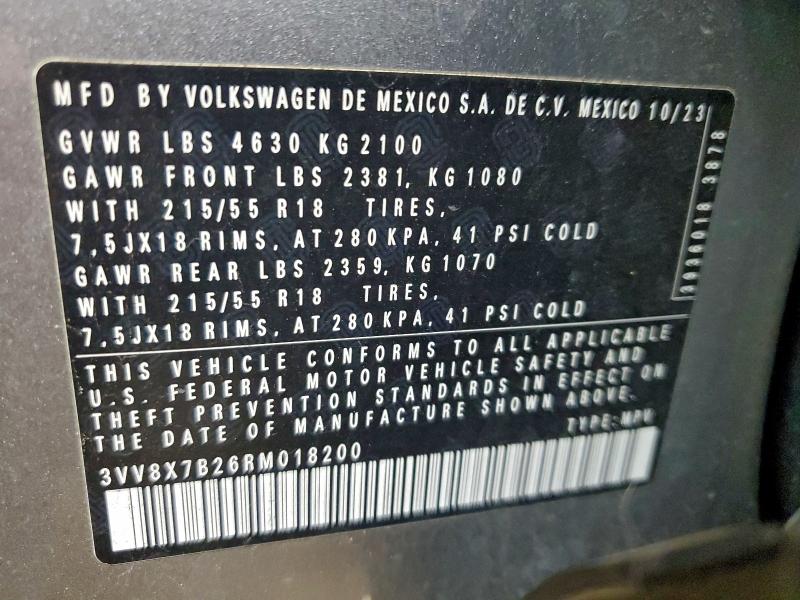 MFD BY VOLKSWAGEN DE MEXICO S.A. DE C.V. MEXICO 10/23
GVWR LBS 4630 KG 2100
GAWR FRONT LBS 2381, KG 1080
WITH 215/55 R18 TIRES,
7,5JX18 RIMS, AT 280 KPA, 41 PSI COLD
GAWR REAR LBS 2359, KG 1070
WITH 215/55 R18 TIRES,
7,5JX18 RIMS, AT 280 KPA, 41 PSI COLD
3936018 3878
THIS VEHICLE CONFORMS TO ALL APPLICABLE
U.S. FEDERAL MOTOR VEHICLE SAFETY AND
THEFT PREVENTION STANDARDS IN EFFECT ON
THE DATE OF MANUFACTURE SHOWN ABOVE.
TYPE: MPV
3VV8X7B26RM018200